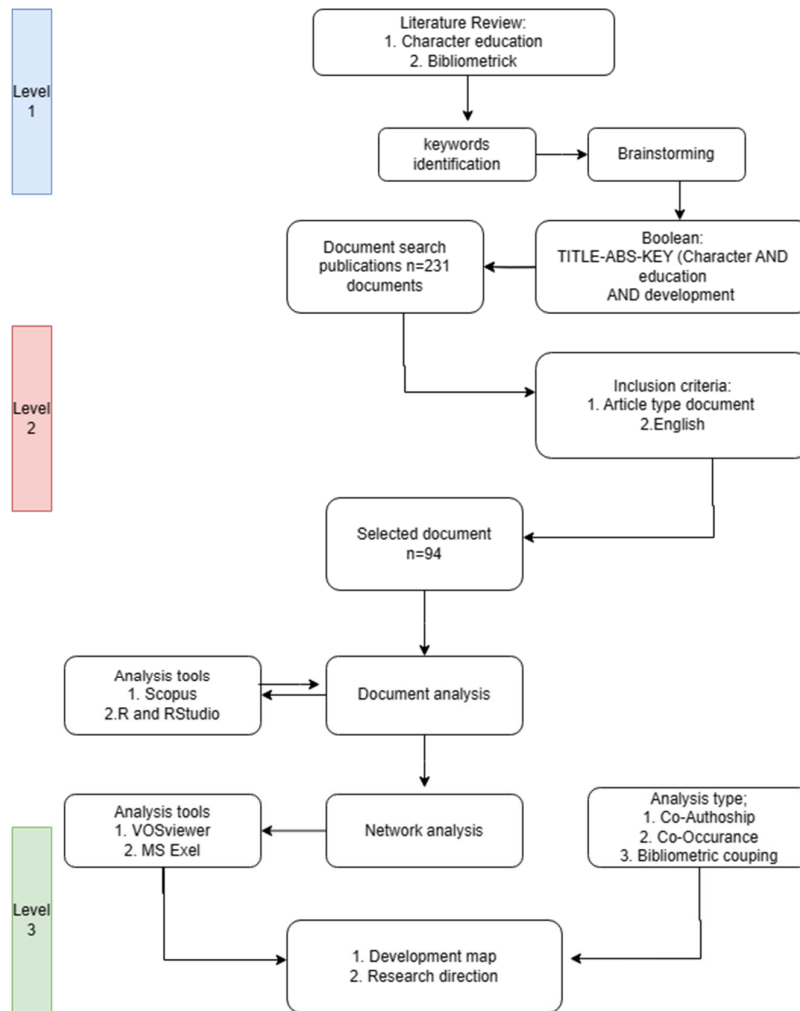 Level
1
Literature Review:
1. Character education
2. Bibliometrick
keywords
identification
Brainstorming
Boolean:
TITLE-ABS-KEY (Character AND
education
AND development
Document search
publications n=231
documents
Level
2
Inclusion criteria:
1. Article type document
2.English
Selected document
n=94
Analysis tools
1. Scopus
2.R and RStudio
Document analysis
Analysis tools
1. VOSviewer
2. MS Exel
Network analysis
Analysis type;
1. Co-Authoship
2. Co-Occurance
3. Bibliometric couping
Level
3
1. Development map
2. Research direction